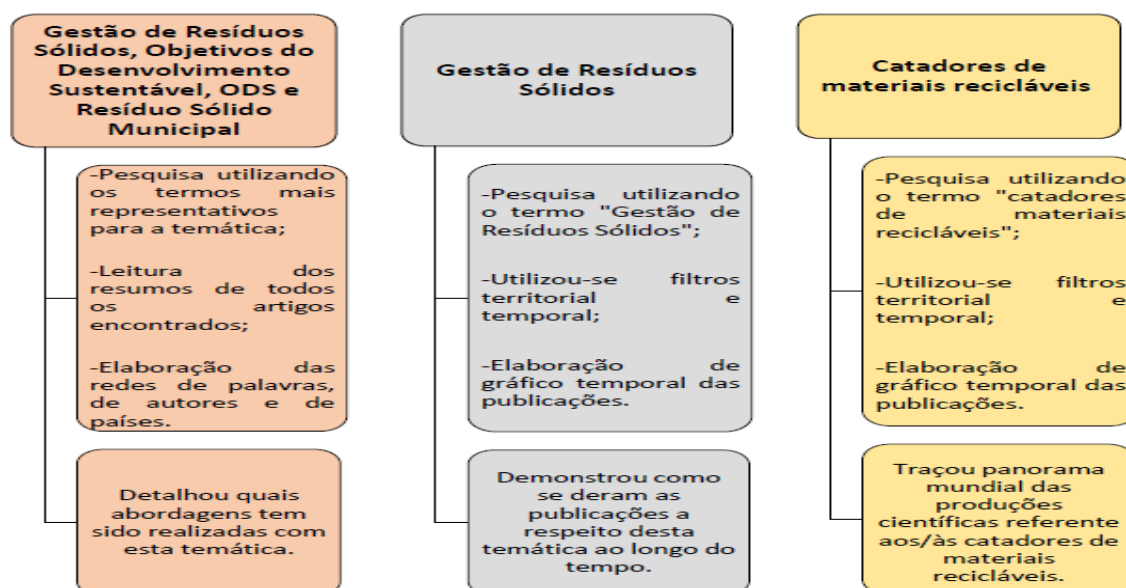 Gestão de Resíduos
Sólidos, Objetivos do
Desenvolvimento
Sustentável, ODS e
Resíduo Sólido
Municipal
-Pesquisa utilizando
os termos mais
representativos
para a temática;
-Leitura dos
resumos de todos
os artigos
encontrados;
-Elaboração das
redes de palavras,
de autores e de
países.
Detalhou quais
abordagens tem
sido realizadas com
esta temática.
Gestão de Resíduos
Sólidos
-Pesquisa utilizando
o termo "Gestão de
Resíduos Sólidos";
-Utilizou-se filtros
territorial e
temporal;
-Elaboração de
gráfico temporal das
publicações.
Demonstrou como
se deram as
publicações a
respeito desta
temática ao longo do
tempo.
Catadores de
materiais recicláveis
-Pesquisa utilizando
o termo "catadores
de materiais
recicláveis";
-Utilizou-se filtros
territorial e
temporal;
-Elaboração de
gráfico temporal das
publicações.
Traçou panorama
mundial das
produções
científicas referente
aos/às catadores de
materiais
recicláveis.